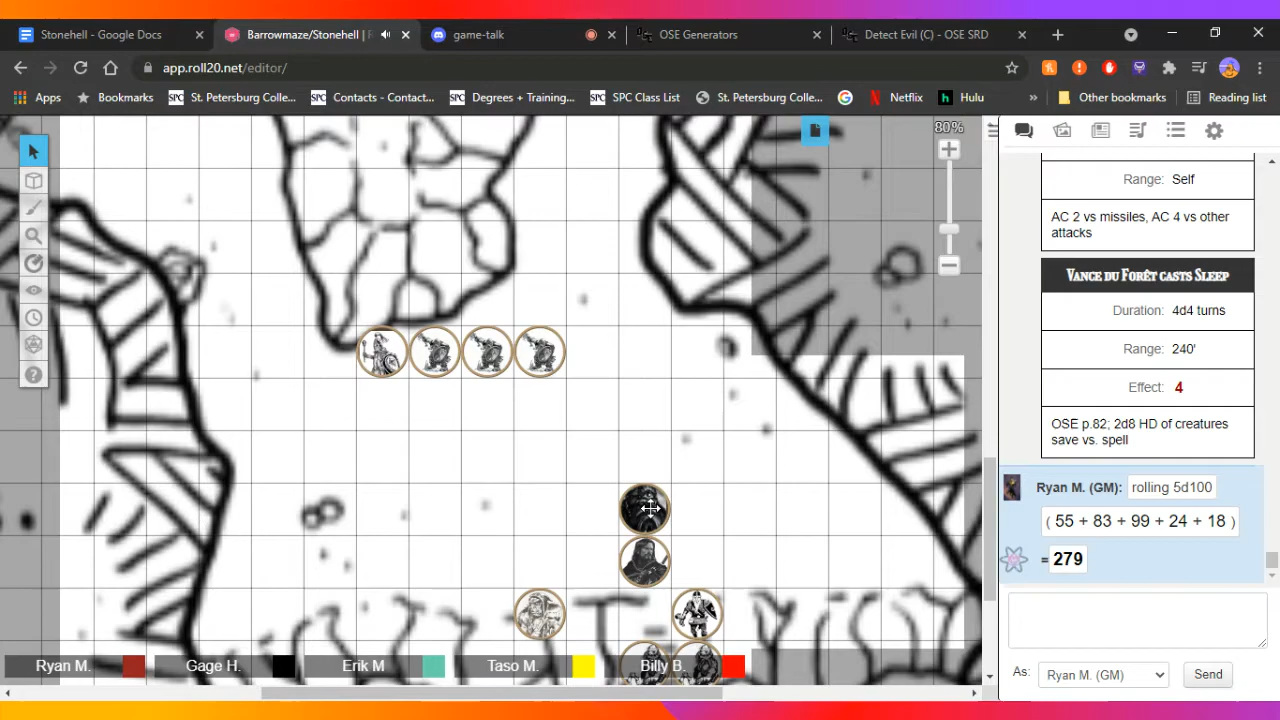 Stonehell - Google Docs
Barrowmaze/Stonehell |
game-talk
OSE Generators
Detect Evil (C) - OSE SRD
app.roll20.net/editor/
Apps
Bookmarks
St. Petersburg Colle...
Contacts - Contact...
Degrees + Training...
SPC Class List
St. Petersburg Colle...
Netflix
Hulu
Other bookmarks
Reading list
80%
Range: Self
AC 2 vs missiles, AC 4 vs other
attacks
VANCE DU FORÊT CASTS SLEEP
Duration: 4d4 turns
Range: 240'
Effect: 4
OSE p.82; 2d8 HD of creatures
save vs. spell
Ryan M. (GM): rolling 5d100
( 55 + 83 + 99 + 24 + 18 )
= 279
Ryan M.
Gage H.
Erik M
Taso M.
Billy B.
As: Ryan M. (GM)
Send